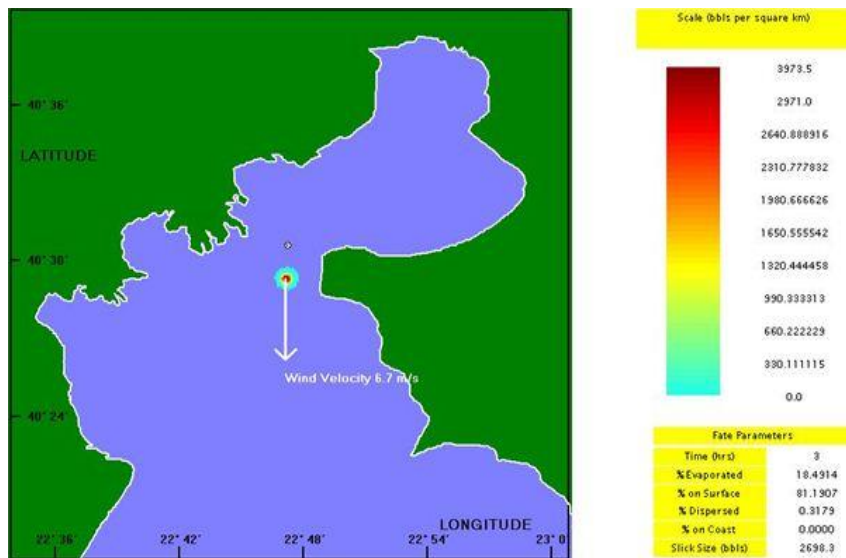 Scale (bbls per square km)
3973.5
2971.0
2640.888916
2310.777832
1980.666626
1650.555542
1320.444458
990.333313
660.222229
330.111115
0.0
40° 36'
LATITUDE
40° 30'
Wind Velocity 6.7 m/s
40° 24'
LONGITUDE
22° 36' 22° 42' 22° 48' 22° 54' 23° 0
Fate Parameters
Time (hrs) 3
% Evaporated 18.4914
% on Surface 81.1907
% Dispersed 0.3179
% on Coast 0.0000
Slick Size (bbls) 2698.3